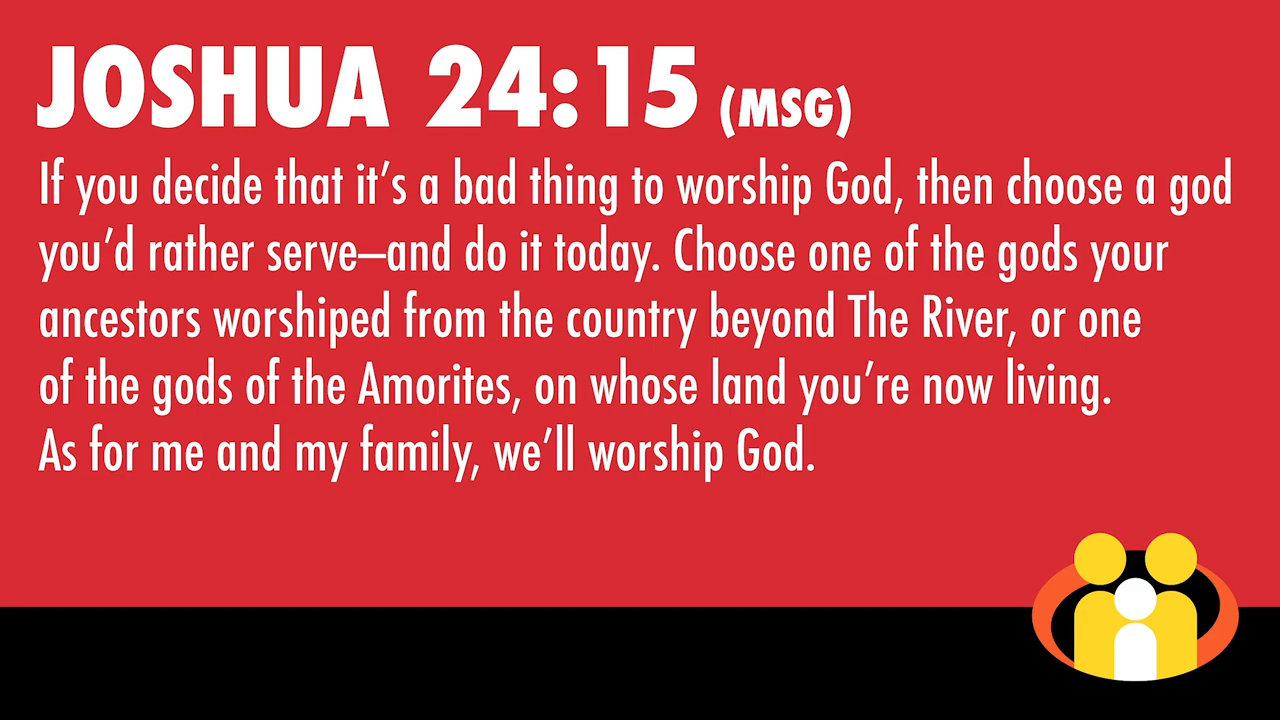 JOSHUA 24:15 (MSG)
If you decide that it’s a bad thing to worship God, then choose a god
you’d rather serve—and do it today. Choose one of the gods your
ancestors worshiped from the country beyond The River, or one
of the gods of the Amorites, on whose land you’re now living.
As for me and my family, we’ll worship God.